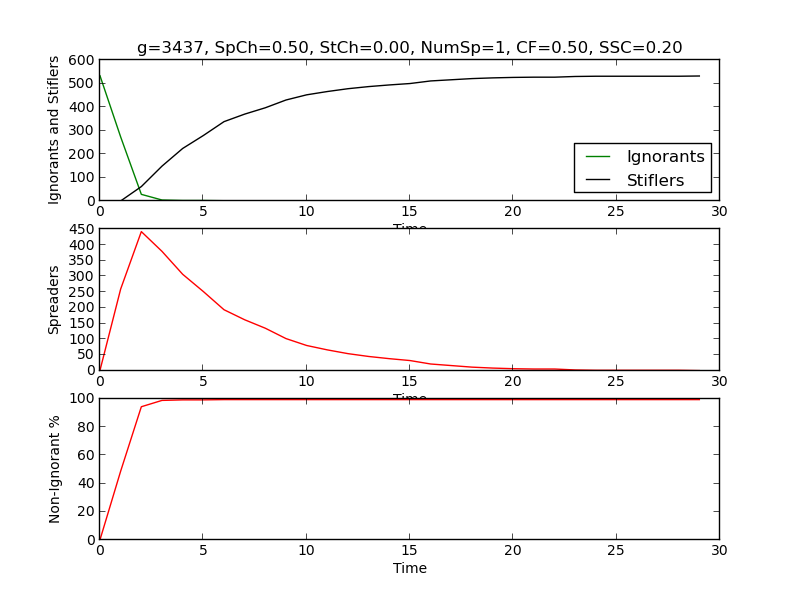 g=3437, SpCh=0.50, StCh=0.00, NumSp=1, CF=0.50, SSC=0.20
Ignorants and Stiflers
600
500
400
300
200
100
0
Ignorants
Stiflers
0 5 10 15 20 25 30
Time
Spreaders
450
400
350
300
250
200
150
100
50
0
0 5 10 15 20 25 30
Time
Non-Ignorant %
100
80
60
40
20
0
0 5 10 15 20 25 30
Time